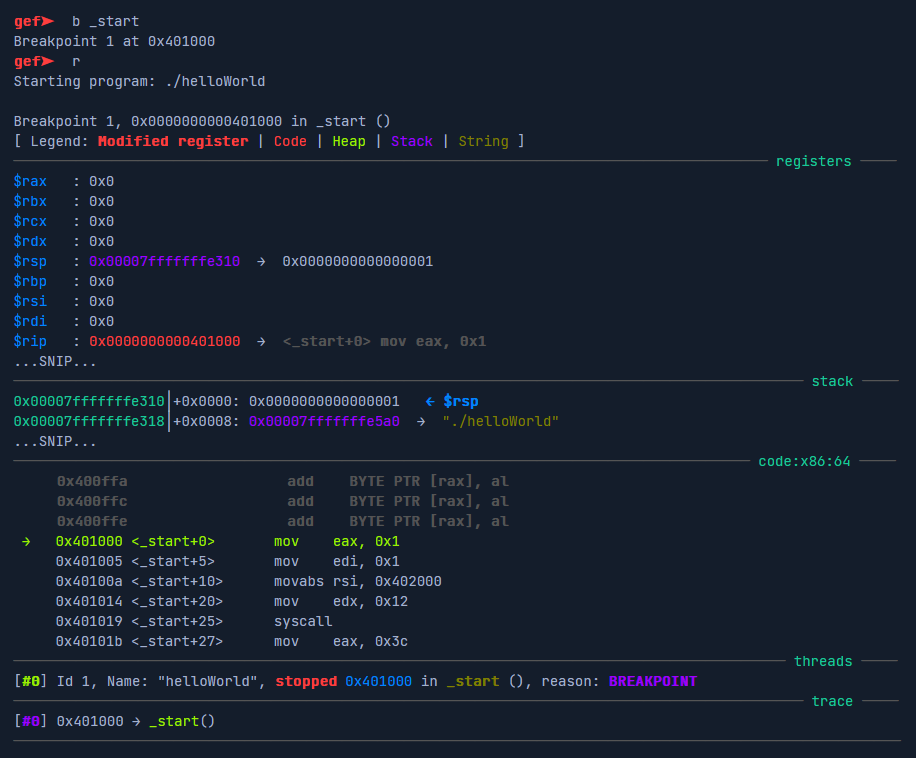 gef➤  b _start
Breakpoint 1 at 0x401000
gef➤  r
Starting program: ./helloWorld
Breakpoint 1, 0x0000000000401000 in _start ()
[ Legend: Modified register | Code | Heap | Stack | String ]
registers
$rax   : 0x0
$rbx   : 0x0
$rcx   : 0x0
$rdx   : 0x0
$rsp   : 0x00007fffffffe310  →  0x0000000000000001
$rbp   : 0x0
$rsi   : 0x0
$rdi   : 0x0
$rip   : 0x0000000000401000  →  <_start+0> mov eax, 0x1
...SNIP...
stack
0x00007fffffffe310│+0x0000: 0x0000000000000001   ← $rsp
0x00007fffffffe318│+0x0008: 0x00007fffffffe5a0  →  "./helloWorld"
...SNIP...
code:x86:64
0x400ffa                  add    BYTE PTR [rax], al
0x400ffc                  add    BYTE PTR [rax], al
0x400ffe                  add    BYTE PTR [rax], al
→   0x401000 <_start+0>       mov    eax, 0x1
0x401005 <_start+5>       mov    edi, 0x1
0x40100a <_start+10>      movabs rsi, 0x402000
0x401014 <_start+20>      mov    edx, 0x12
0x401019 <_start+25>      syscall
0x40101b <_start+27>      mov    eax, 0x3c
threads
[#0] Id 1, Name: "helloWorld", stopped 0x401000 in _start (), reason: BREAKPOINT
trace
[#0] 0x401000 → _start()